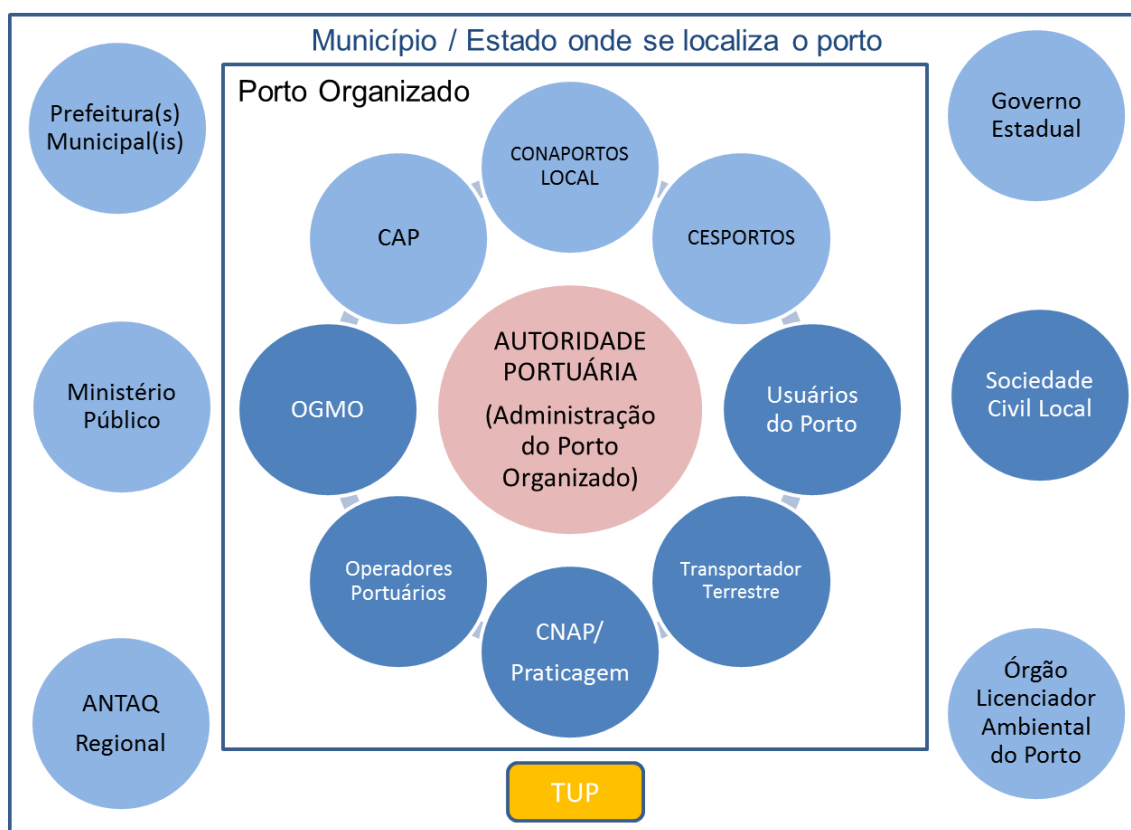 Município / Estado onde se localiza o porto
Prefeitura(s)
Municipal(is)
Governo
Estadual
Porto Organizado
CONAPORTOS
LOCAL
CAP
CESPORTOS
AUTORIDADE
PORTUÁRIA
(Administração
do Porto
Organizado)
Ministério
Público
OGMO
Usuários
do Porto
Sociedade
Civil Local
Operadores
Portuários
Transportador
Terrestre
CNAP/
Praticagem
ANTAQ
Regional
Órgão
Licenciador
Ambiental
do Porto
TUP